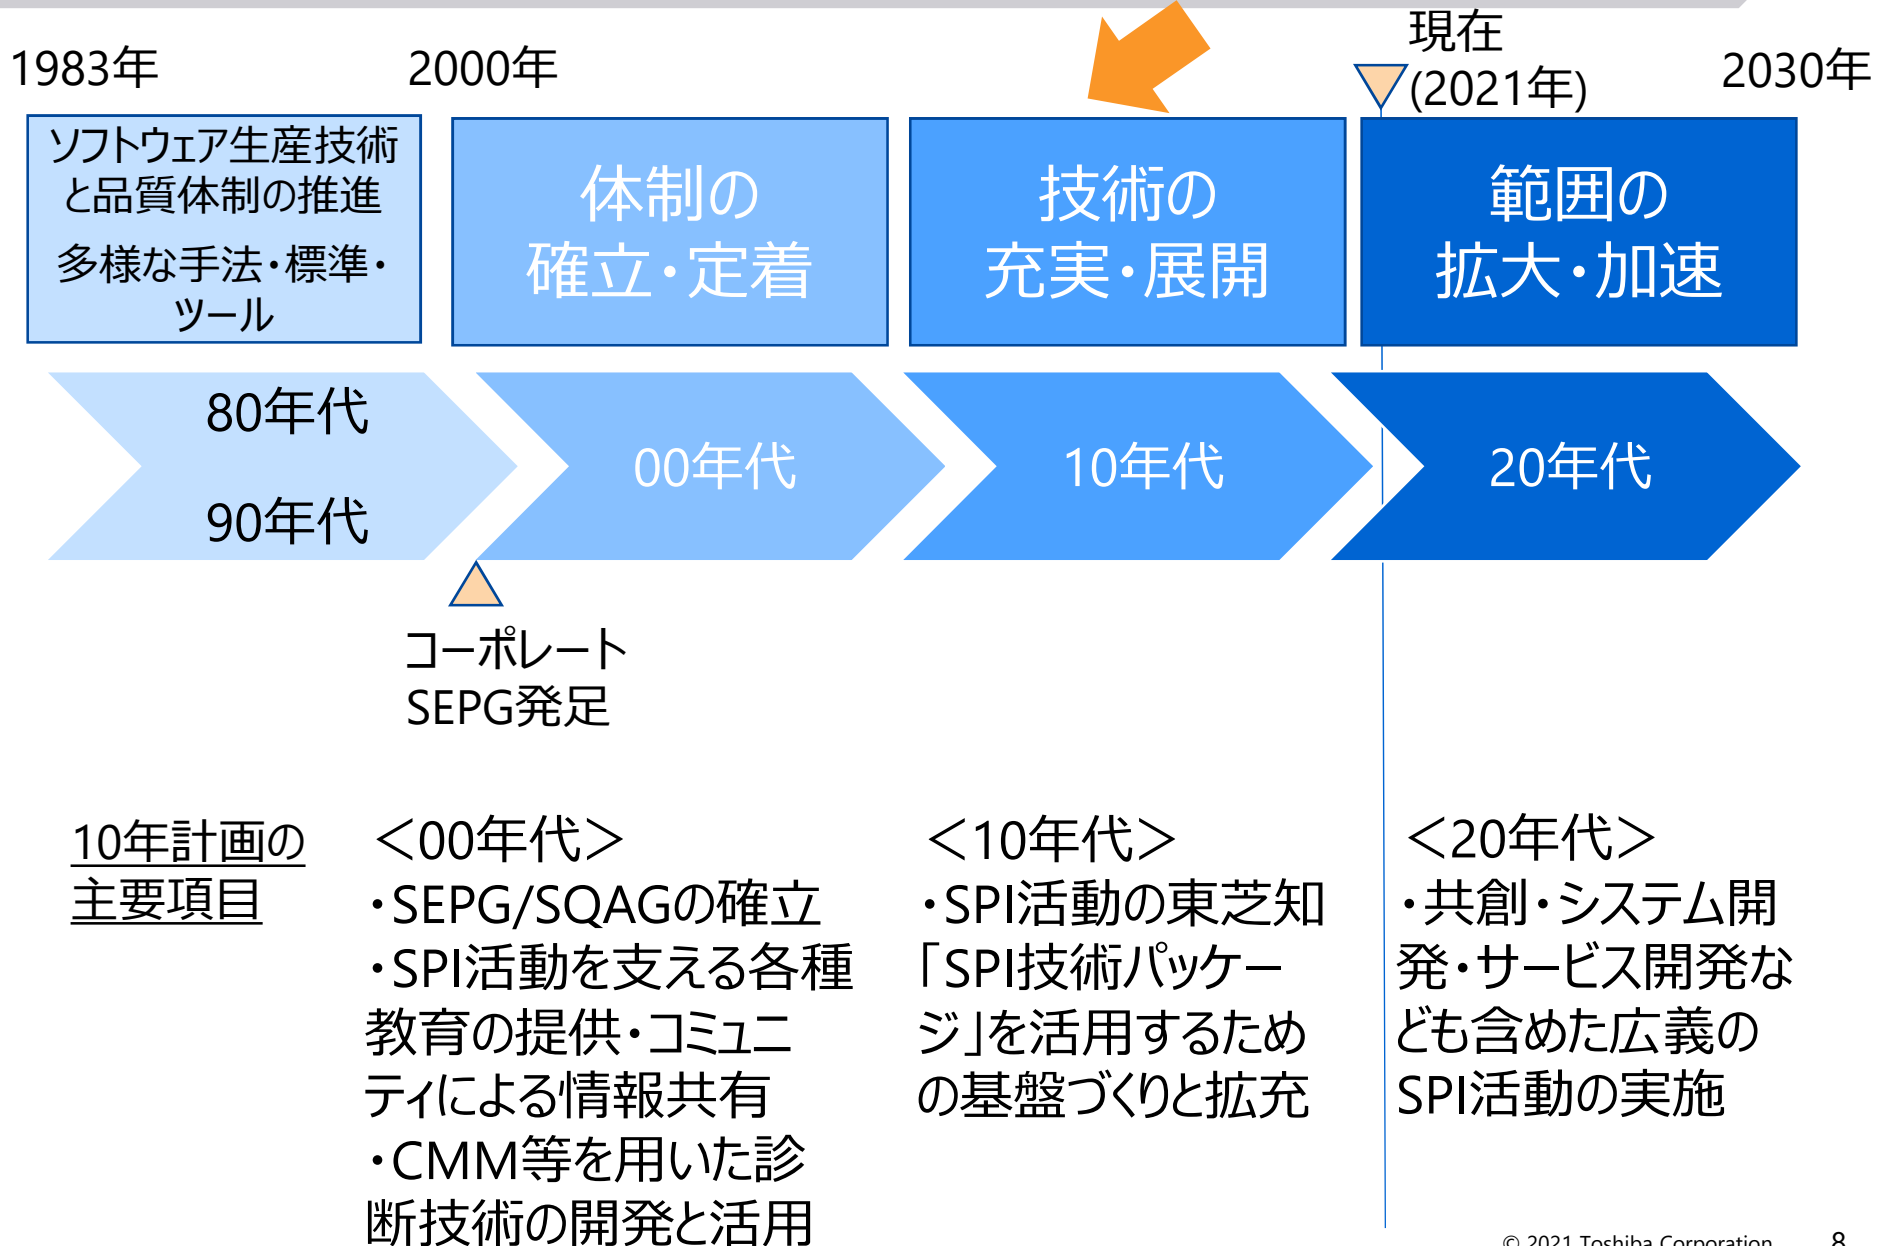 1983年
2000年
現在
(2021年)
2030年
ソフトウェア生産技術
と品質体制の推進
多様な手法・標準・
ツール
体制の
確立・定着
技術の
充実・展開
範囲の
拡大・加速
80年代
90年代
00年代
10年代
20年代
コーポレート
SEPG発足
10年計画の
主要項目
＜00年代＞
・SEPG/SQAGの確立
・SPI活動を支える各種
教育の提供・コミュニ
ティによる情報共有
・CMM等を用いた診
断技術の開発と活用
＜10年代＞
・SPI活動の東芝知
「SPI技術パッケー
ジ」を活用するため
の基盤づくりと拡充
＜20年代＞
・共創・システム開
発・サービス開発な
ども含めた広義の
SPI活動の実施
© 2021 Toshiba Corporation
8